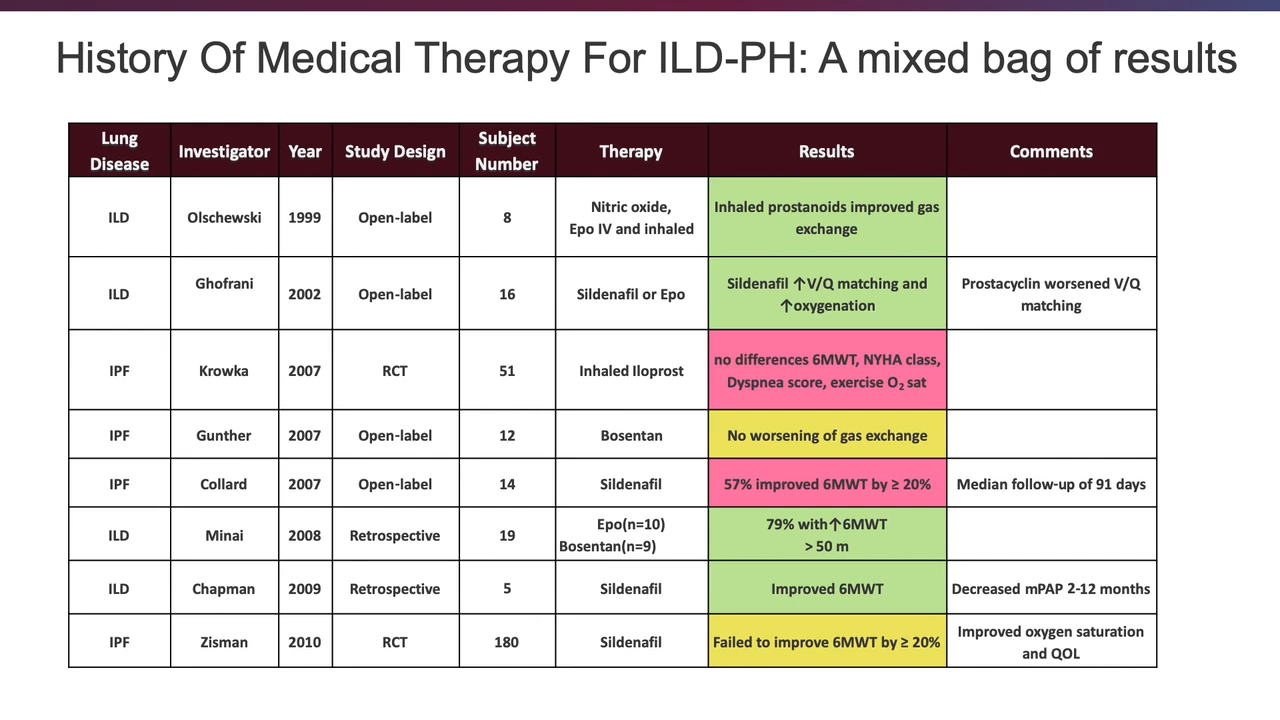 History Of Medical Therapy For ILD-PH: A mixed bag of results
Lung Disease Investigator Year Study Design Subject Number Therapy Results Comments
ILD Olschewski 1999 Open-label 8 Nitric oxide, Epo IV and inhaled Inhaled prostanoids improved gas exchange
ILD Ghofrani 2002 Open-label 16 Sildenafil or Epo Sildenafil ↑V/Q matching and ↑oxygenation Prostacyclin worsened V/Q matching
IPF Krowka 2007 RCT 51 Inhaled Iloprost no differences 6MWT, NYHA class, Dyspnea score, exercise O₂ sat
IPF Gunther 2007 Open-label 12 Bosentan No worsening of gas exchange
IPF Collard 2007 Open-label 14 Sildenafil 57% improved 6MWT by ≥ 20% Median follow-up of 91 days
ILD Minai 2008 Retrospective 19 Epo(n=10) Bosentan(n=9) 79% with↑6MWT > 50 m
ILD Chapman 2009 Retrospective 5 Sildenafil Improved 6MWT Decreased mPAP 2-12 months
IPF Zisman 2010 RCT 180 Sildenafil Failed to improve 6MWT by ≥ 20% Improved oxygen saturation and QOL